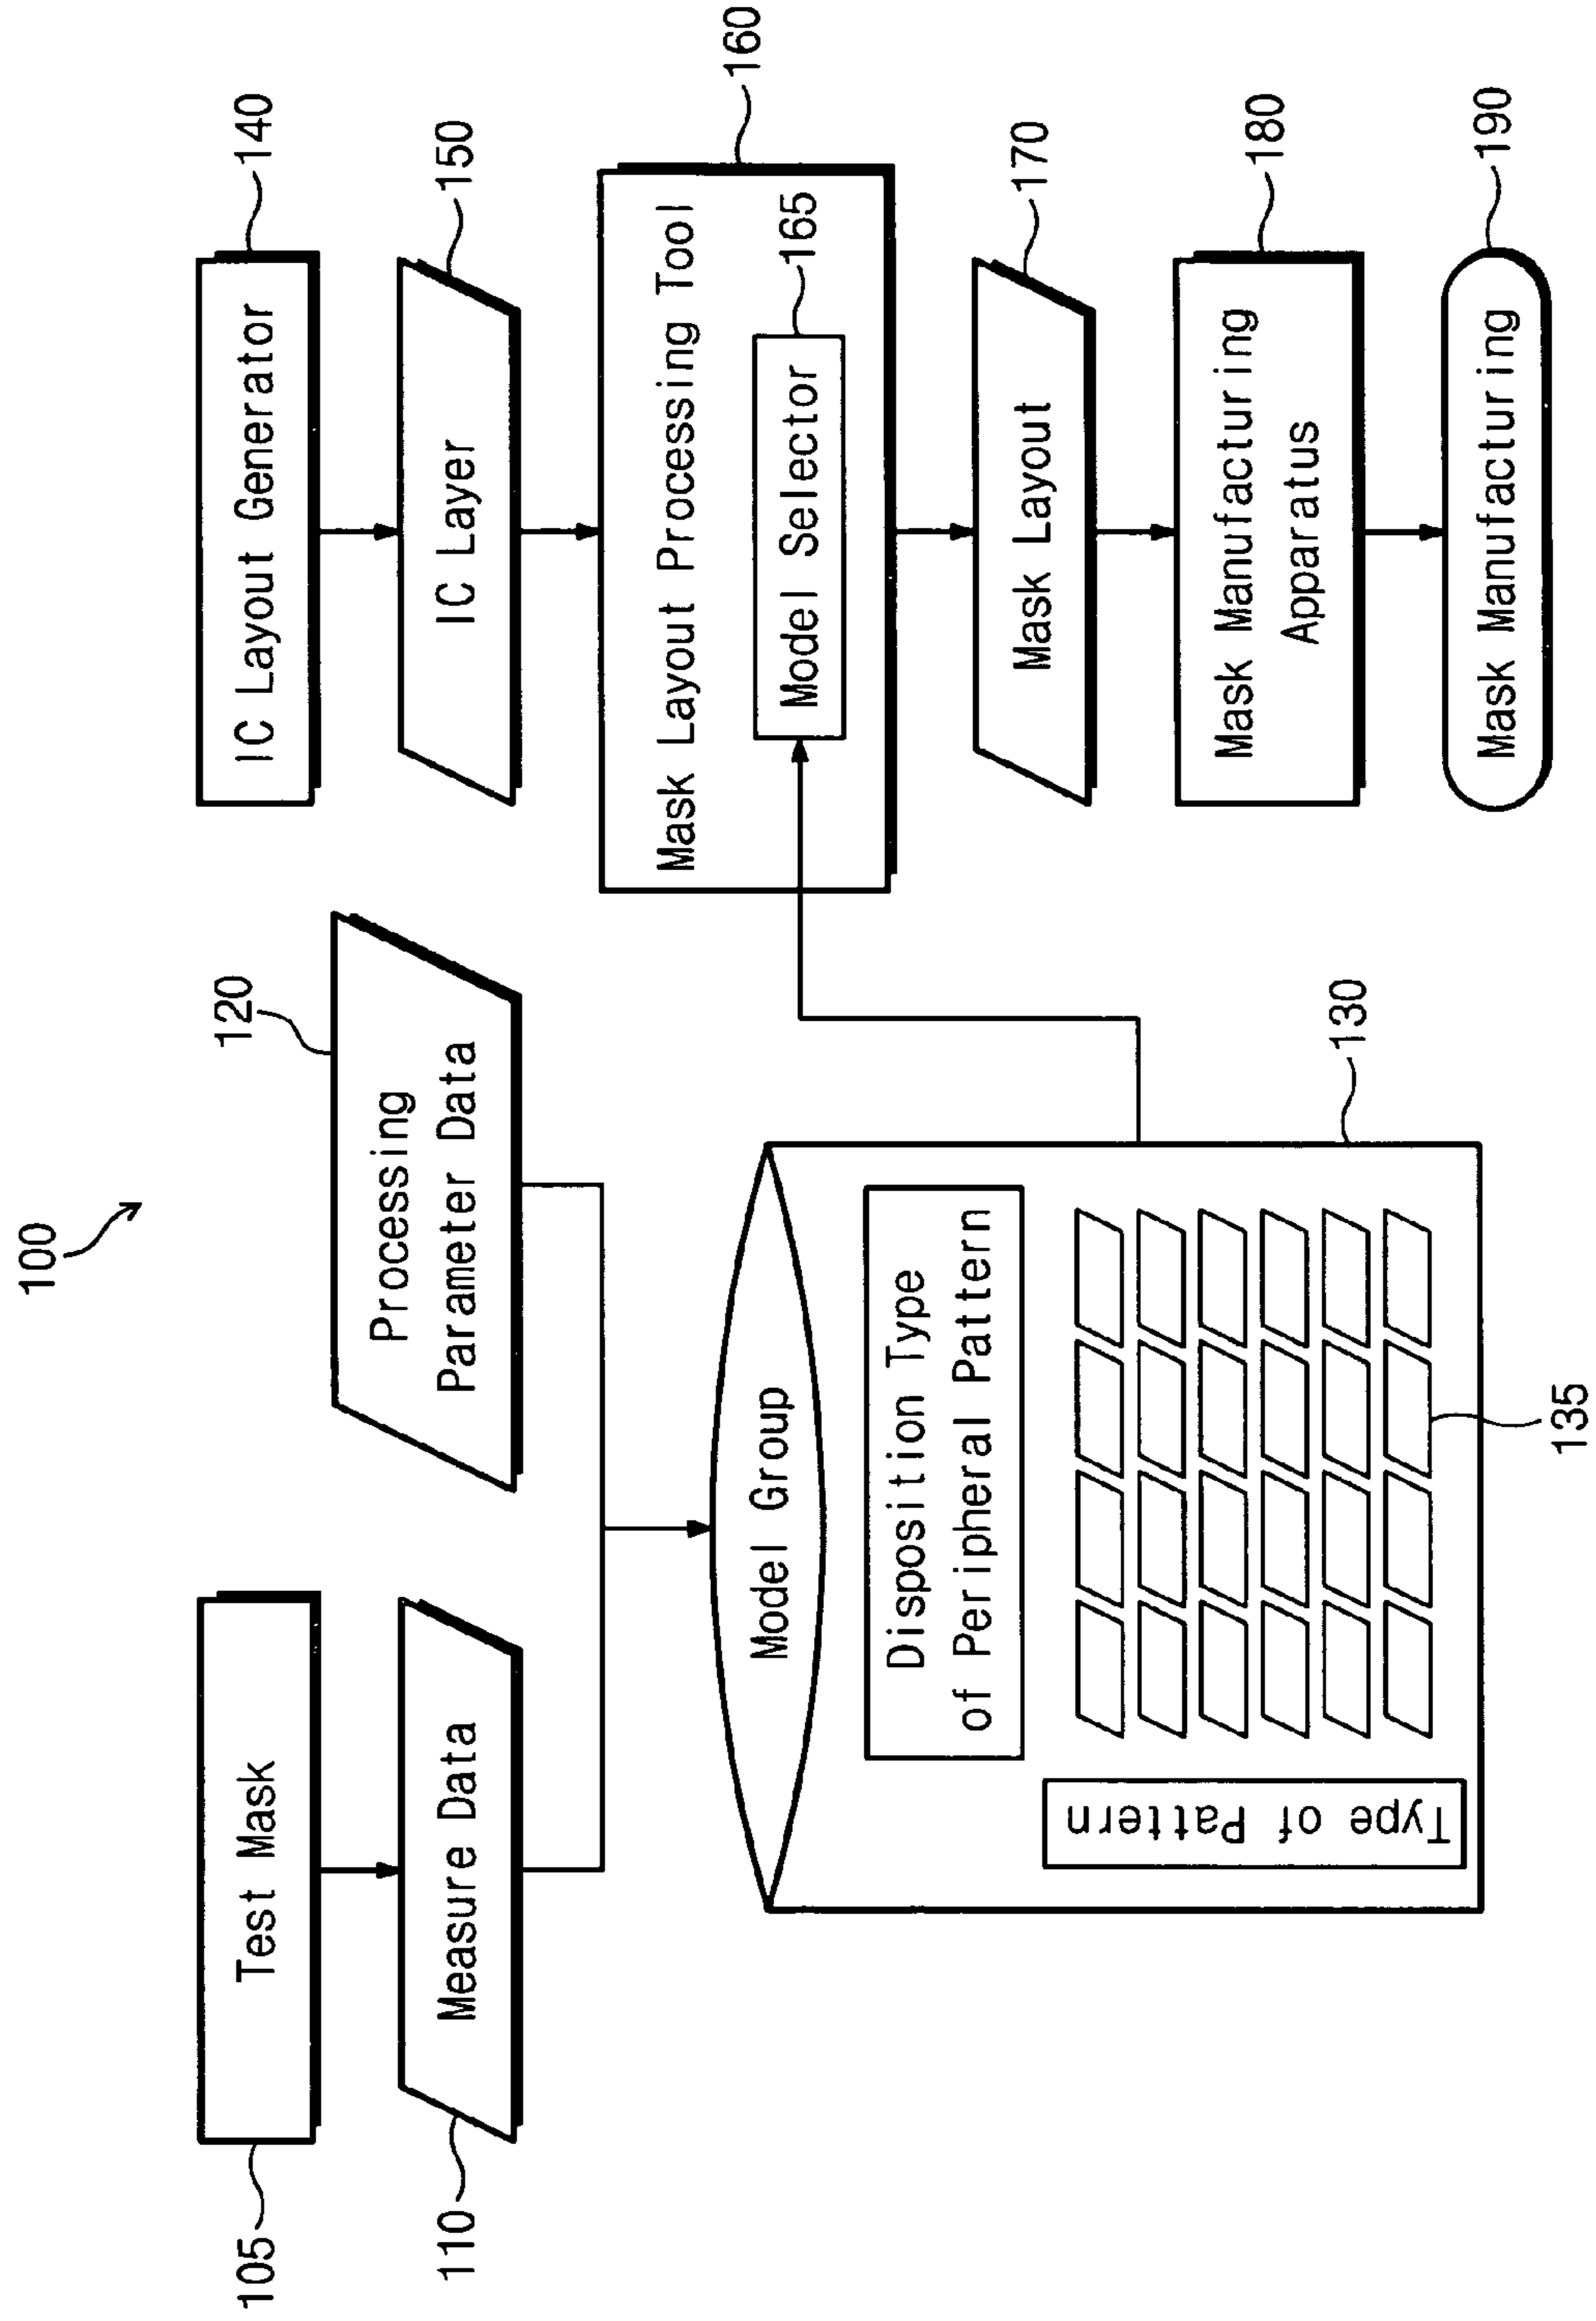 100
105
Test Mask
110
Measure Data
120
Processing
Parameter Data
Model Group
130
Disposition Type
of Peripheral Pattern
Type of Pattern
135
IC Layout Generator
140
IC Layer
150
Mask Layout Processing Tool
160
Model Selector
165
Mask Layout
170
Mask Manufacturing
Apparatus
180
Mask Manufacturing
190